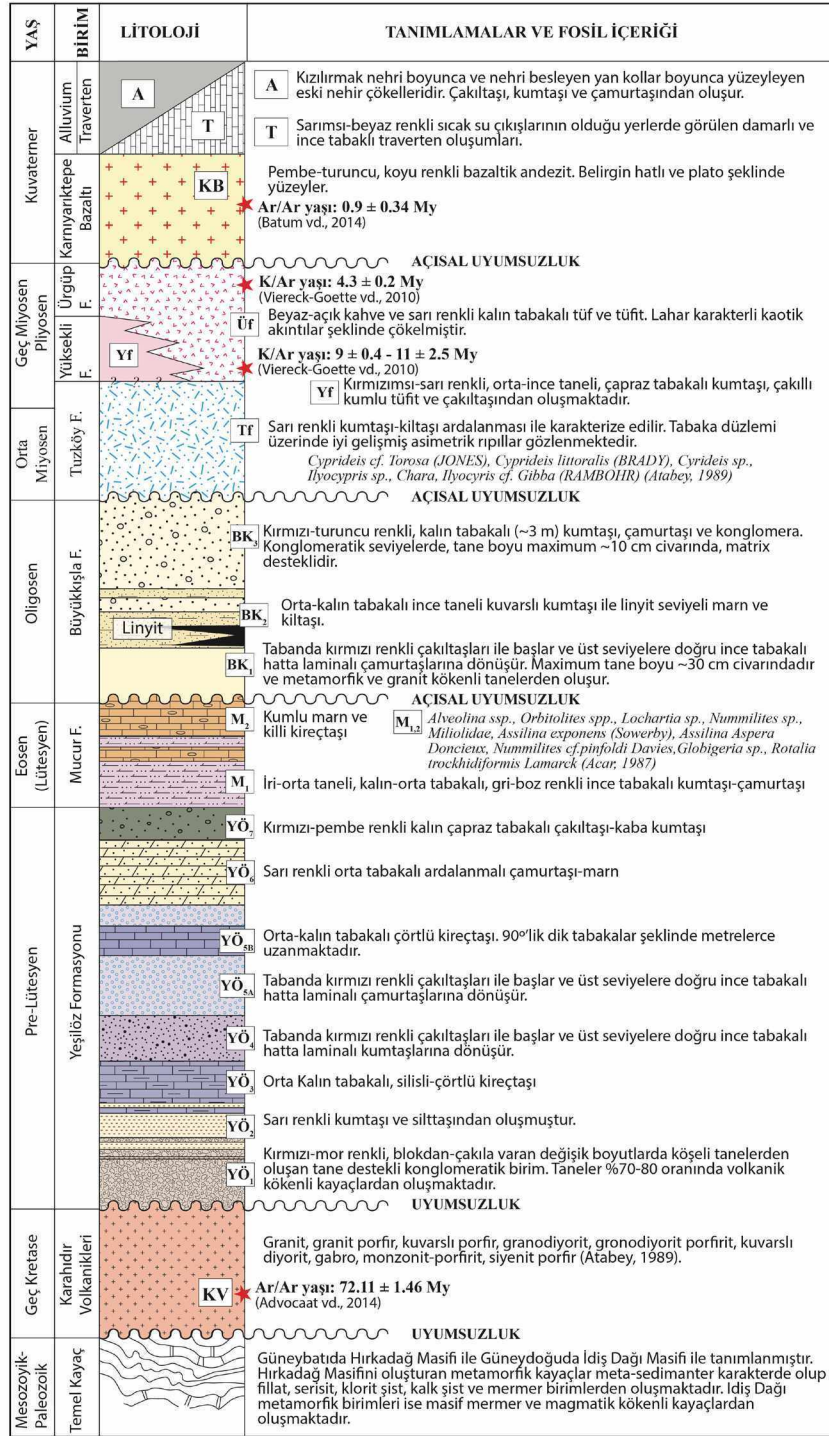 YAŞ
BİRİM
LİTOLOJİ
TANIMLAMALAR VE FOSİL İÇERİĞİ
Kuvaterner
Alluvium
Traverten
A
T
A
Kızılırmak nehri boyunca ve nehri besleyen yan kollar boyunca yüzeyleyen
eski nehir çökelleridir. Çakıltaşı, kumtaşı ve çamurtaşından oluşur.
T
Sarımsı-beyaz renkli sıcak su çıkışlarının olduğu yerlerde görülen damarlı ve
ince tabaklı traverten oluşumları.
Karnıyarıktepe
Bazaltı
KB
Pembe-turuncu, koyu renkli bazaltik andezit. Belirgin hatlı ve plato şeklinde
yüzeyler.
Ar/Ar yaşı: 0.9 ± 0.34 My
(Batum vd., 2014)
AÇISAL UYUMSUZLUK
Geç Miyosen
Pliyosen
Ürgüp
F.
K/Ar yaşı: 4.3 ± 0.2 My
(Viereck-Goette vd., 2010)
Üf
Beyaz-açık kahve ve sarı renkli kalın tabakalı tüf ve tüfit. Lahar karakterli kaotik
akıntılar şeklinde çökelmiştir.
Yüksekli
F.
Yf
K/Ar yaşı: 9 ± 0.4 - 11 ± 2.5 My
(Viereck-Goette vd., 2010)
Yf
Kırmızımsı-sarı renkli, orta-ince taneli, çapraz tabakalı kumtaşı, çakıllı
kumlu tüfit ve çakıltaşından oluşmaktadır.
? ? ?
Orta
Miyosen
Tuzköy F.
Tf
Sarı renkli kumtaşı-kiltaşı ardalanması ile karakterize edilir. Tabaka düzlemi
üzerinde iyi gelişmiş asimetrik rıpıllar gözlenmektedir.
Cyprideis cf. Torosa (JONES), Cyprideis littoralis (BRADY), Cyrideis sp.,
Ilyocypris sp., Chara, Ilyocyris cf. Gibba (RAMBOHR) (Atabey, 1989)
AÇISAL UYUMSUZLUK
Oligosen
Büyükkışla F.
BK3
Kırmızı-turuncu renkli, kalın tabakalı (~3 m) kumtaşı, çamurtaşı ve konglomera.
Konglomeratik seviyelerde, tane boyu maximum ~10 cm civarında, matrix
desteklidir.
BK2
Orta-kalın tabakalı ince taneli kuvarslı kumtaşı ile linyit seviyeli marn ve
kiltaşı.
Linyit
BK1
Tabanda kırmızı renkli çakıltaşları ile başlar ve üst seviyelere doğru ince tabakalı
hatta laminalı çamurtaşlarına dönüşür. Maximum tane boyu ~30 cm civarındadır
ve metamorfik ve granit kökenli tanelerden oluşur.
AÇISAL UYUMSUZLUK
Eosen
(Lütesyen)
Mucur F.
M2
Kumlu marn ve
killi kireçtaşı
M1,2
Alveolina ssp., Orbitolites spp., Lochartia sp., Nummilites sp.,
Miliolidae, Assilina exponens (Sowerby), Assilina Aspera
Doncieux, Nummilites cf.pinfoldi Davies,Globigeria sp., Rotalia
trockhidiformis Lamarck (Acar, 1987)
M1
İri-orta taneli, kalın-orta tabakalı, gri-boz renkli ince tabakalı kumtaşı-çamurtaşı
Pre-Lütesyen
Yeşilöz Formasyonu
YÖ7
Kırmızı-pembe renkli kalın çapraz tabakalı çakıltaşı-kaba kumtaşı
YÖ6
Sarı renkli orta tabakalı ardalanmalı çamurtaşı-marn
YÖ5B
Orta-kalın tabakalı çörtlü kireçtaşı. 90º'lik dik tabakalar şeklinde metrelerce
uzanmaktadır.
YÖ5A
Tabanda kırmızı renkli çakıltaşları ile başlar ve üst seviyelere doğru ince tabakalı
hatta laminalı çamurtaşlarına dönüşür.
YÖ4
Tabanda kırmızı renkli çakıltaşları ile başlar ve üst seviyelere doğru ince tabakalı
hatta laminalı kumtaşlarına dönüşür.
YÖ3
Orta Kalın tabakalı, silisli-çörtlü kireçtaşı
YÖ2
Sarı renkli kumtaşı ve silttaşından oluşmuştur.
YÖ1
Kırmızı-mor renkli, blokdan-çakıla varan değişik boyutlarda köşeli tanelerden
oluşan tane destekli konglomeratik birim. Taneler %70-80 oranında volkanik
kökenli kayaçlardan oluşmaktadır.
UYUMSUZLUK
Geç Kretase
Karahıdır
Volkanikleri
KV
Granit, granit porfir, kuvarslı porfir, granodiyorit, gronodiyorit porfirit, kuvarslı
diyorit, gabro, monzonit-porfirit, siyenit porfir (Atabey, 1989).
Ar/Ar yaşı: 72.11 ± 1.46 My
(Advocaat vd., 2014)
UYUMSUZLUK
Mesozoyik-
Paleozoik
Temel Kayaç
Güneybatıda Hırkadağ Masifi ile Güneydoğuda İdiş Dağı Masifi ile tanımlanmıştır.
Hırkadağ Masifini oluşturan metamorfik kayaçlar meta-sedimanter karakterde olup
fillat, serisit, klorit şist, kalk şist ve mermer birimlerden oluşmaktadır. Idiş Dağı
metamorfik birimleri ise masif mermer ve magmatik kökenli kayaçlardan
oluşmaktadır.